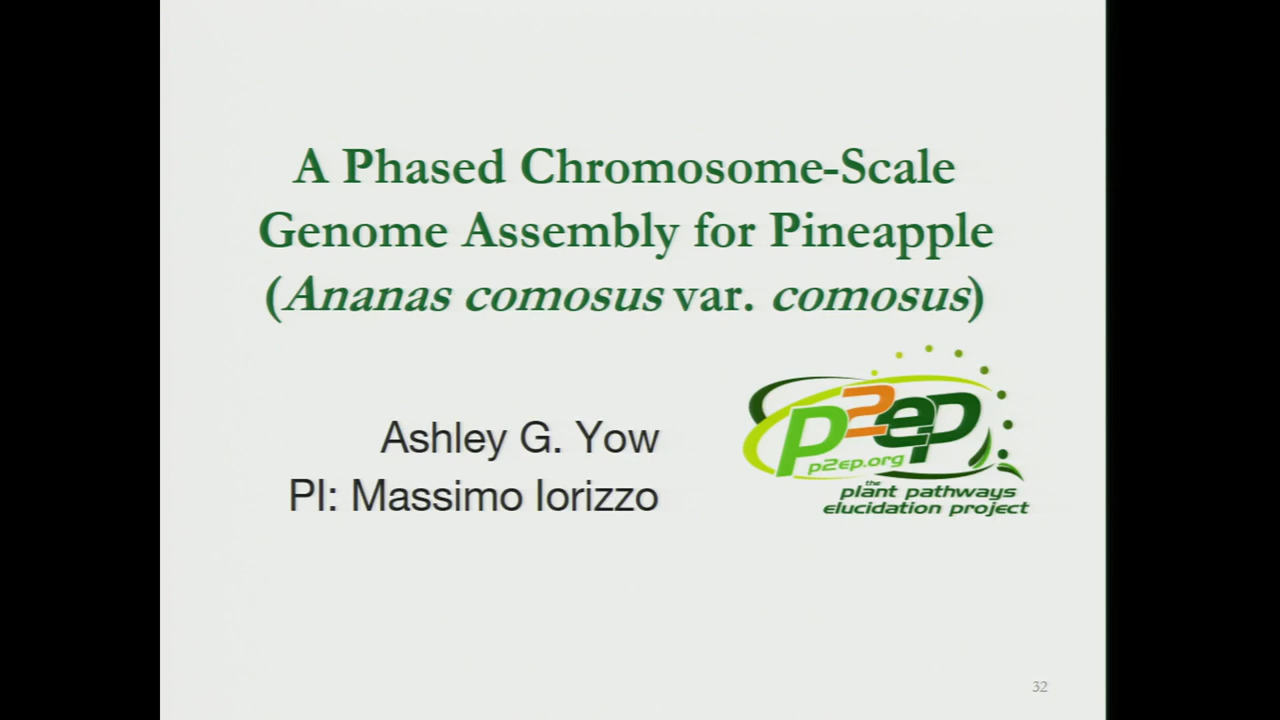 A Phased Chromosome-Scale
Genome Assembly for Pineapple
(Ananas comosus var. comosus)
Ashley G. Yow
PI: Massimo Iorizzo
p2ep
p2ep.org
the
plant pathways
elucidation project
32